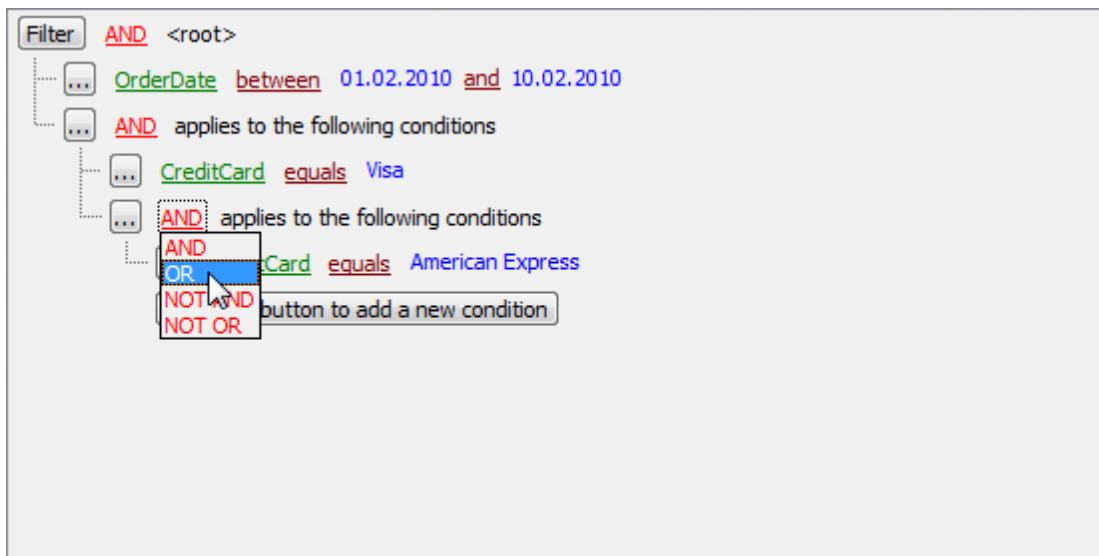 Filter AND <root>
... OrderDate between 01.02.2010 and 10.02.2010
... AND applies to the following conditions
... CreditCard equals Visa
... AND applies to the following conditions
AND
Card equals American Express
OR
NOT AND
button to add a new condition
NOT OR